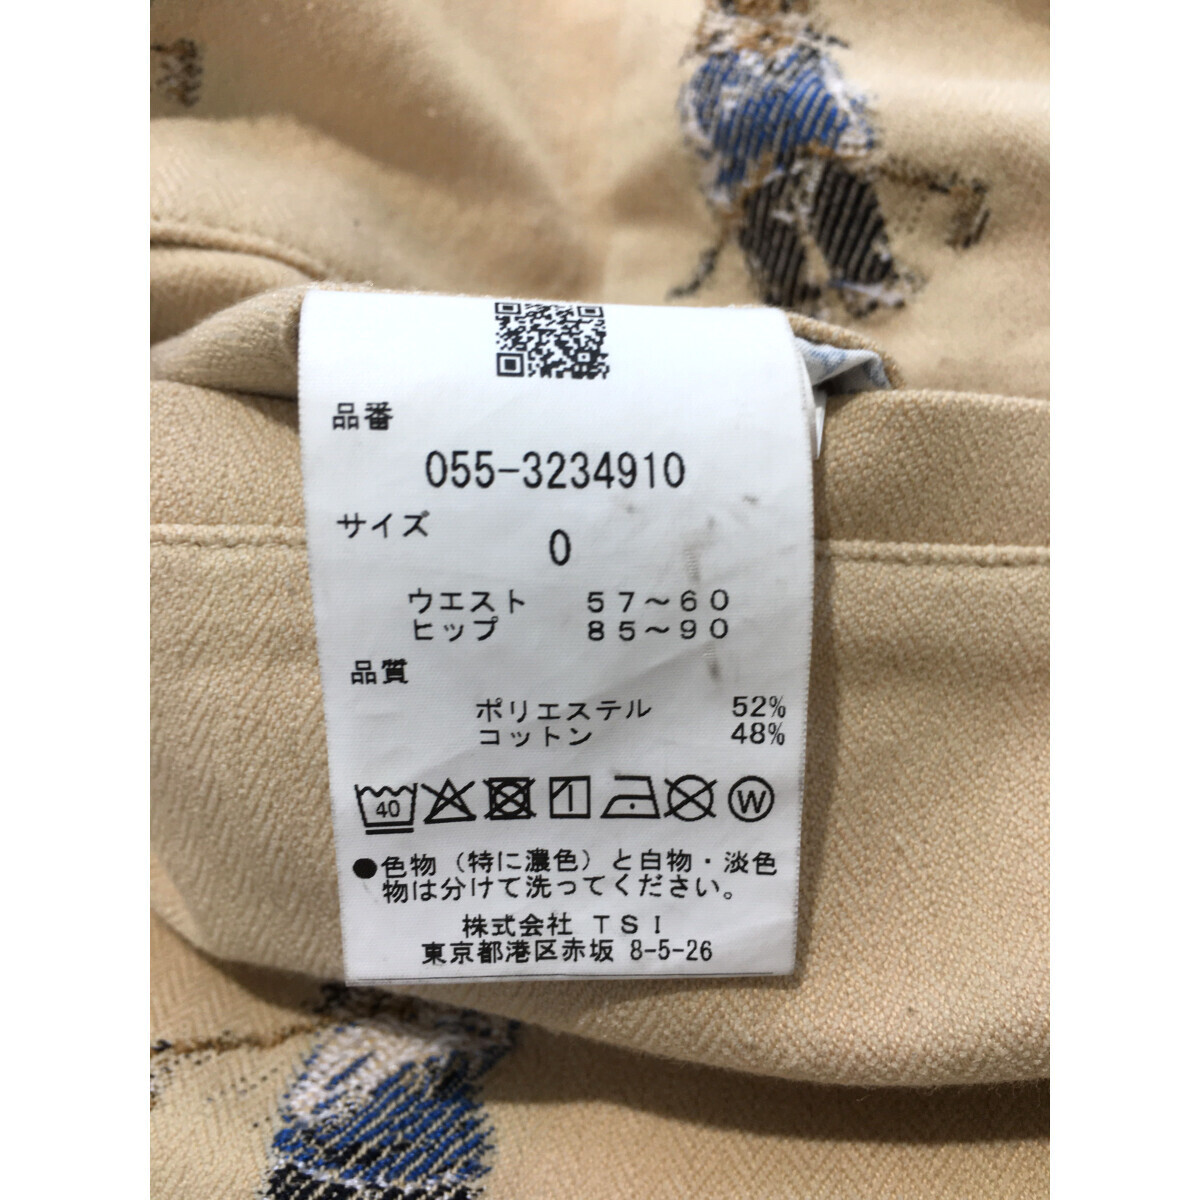 品番
055-3234910
サイズ
0
ウエスト ５７～６０
ヒップ ８５～９０
品質
ポリエステル 52%
コットン 48%
40 W
●色物（特に濃色）と白物・淡色
物は分けて洗ってください。
株式会社 ＴＳＩ
東京都港区赤坂 8-5-26